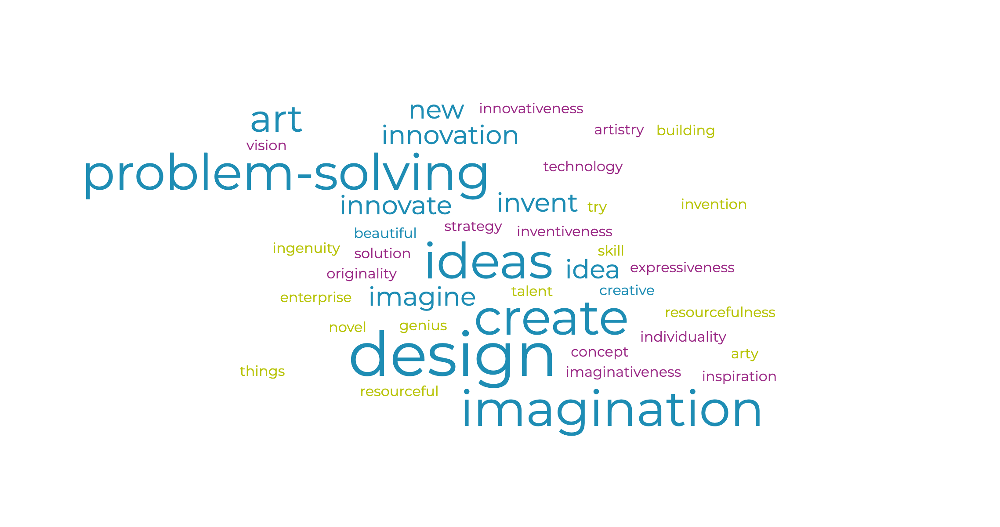 new innovativeness
art
artistry building
innovation
vision
technology
problem-solving
innovate invent try invention
strategy inventiveness
beautiful
ingenuity solution skill
ideas idea expressiveness
originality
talent creative
enterprise imagine
resourcefulness
create
novel genius
individuality
design concept arty
things imaginativeness inspiration
resourceful
imagination